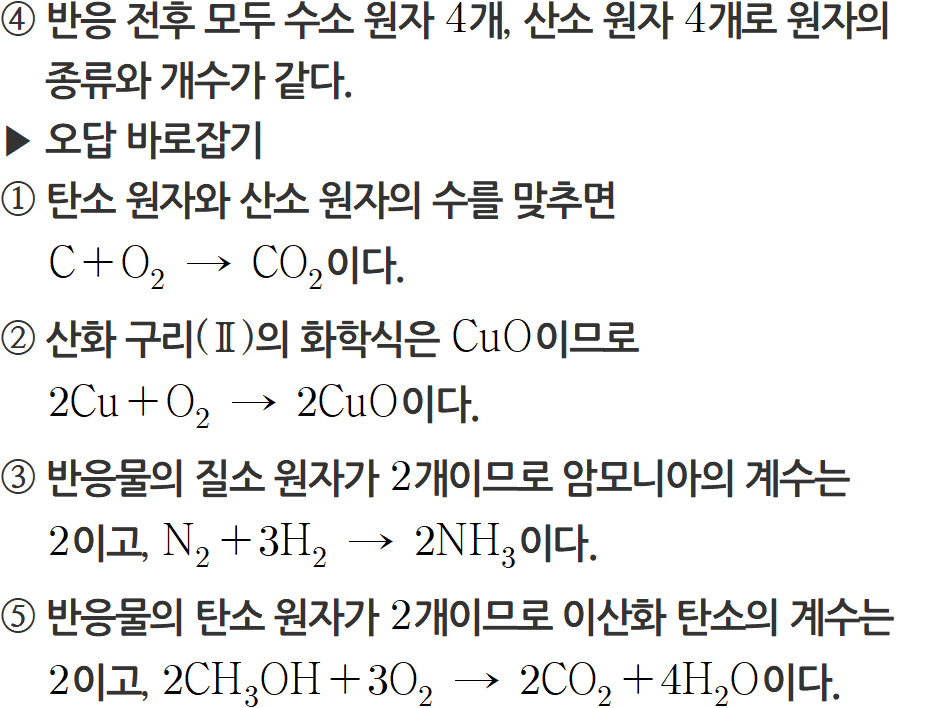 ④ 반응 전후 모두 수소 원자 4개, 산소 원자 4개로 원자의
종류와 개수가 같다.
▶ 오답 바로잡기
① 탄소 원자와 산소 원자의 수를 맞추면
C+O₂ → CO₂이다.
② 산화 구리(Ⅱ)의 화학식은 CuO이므로
2Cu+O₂ → 2CuO이다.
③ 반응물의 질소 원자가 2개이므로 암모니아의 계수는
2이고, N₂+3H₂ → 2NH₃이다.
⑤ 반응물의 탄소 원자가 2개이므로 이산화 탄소의 계수는
2이고, 2CH₃OH+3O₂ → 2CO₂+4H₂O이다.